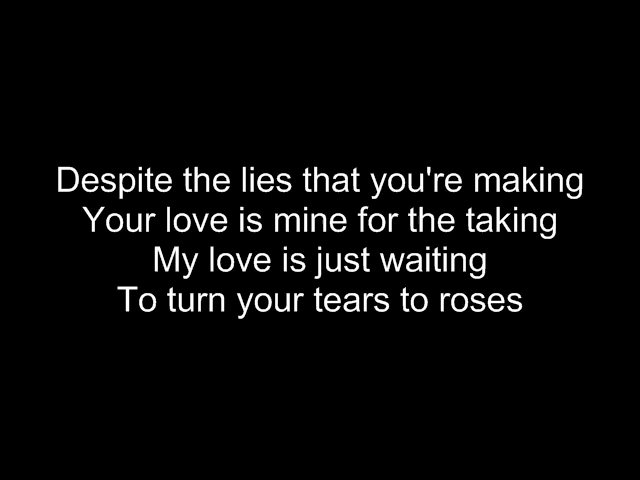 Despite the lies that you're making
Your love is mine for the taking
My love is just waiting
To turn your tears to roses